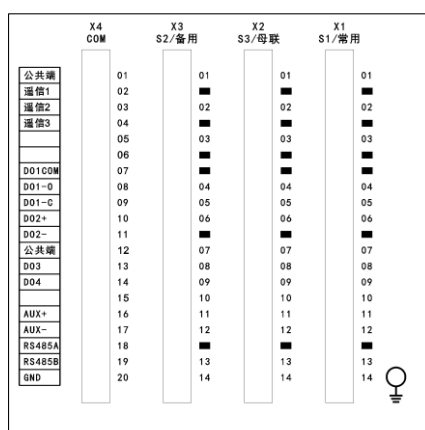 X4 X3 X2 X1
COM S2/备用 S3/母联 S1/常用
公共端 01 01 01 01
遥信1 02
遥信2 03 02 02 02
遥信3 04
05 03 03 03
06
DO1COM 07
DO1-O 08 04 04 04
DO1-C 09 05 05 05
DO2+ 10 06 06 06
DO2- 11
公共端 12 07 07 07
DO3 13 08 08 08
DO4 14 09 09 09
15 10 10 10
AUX+ 16 11 11 11
AUX- 17 12 12 12
RS485A 18
RS485B 19 13 13 13
GND 20 14 14 14